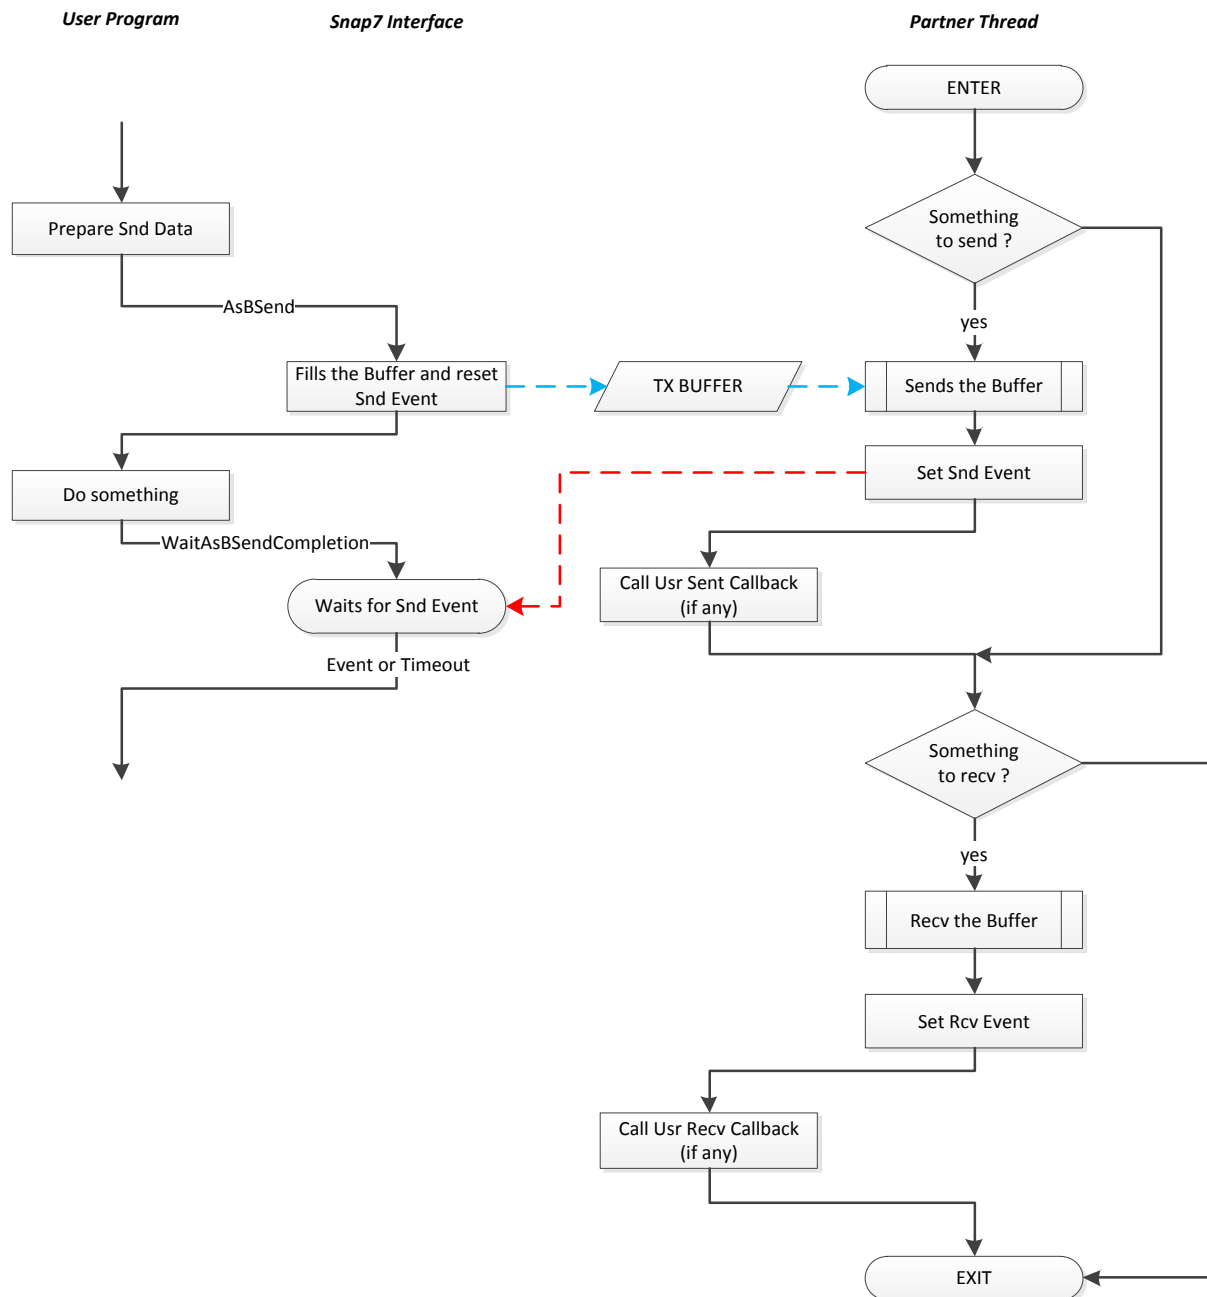 User Program
Snap7 Interface
Partner Thread
ENTER
Something
to send ?
Prepare Snd Data
AsBSend
yes
Fills the Buffer and reset
Snd Event
TX BUFFER
Sends the Buffer
Set Snd Event
Do something
WaitAsBSendCompletion
Call Usr Sent Callback
(if any)
Waits for Snd Event
Event or Timeout
Something
to recv ?
yes
Recv the Buffer
Set Rcv Event
Call Usr Recv Callback
(if any)
EXIT